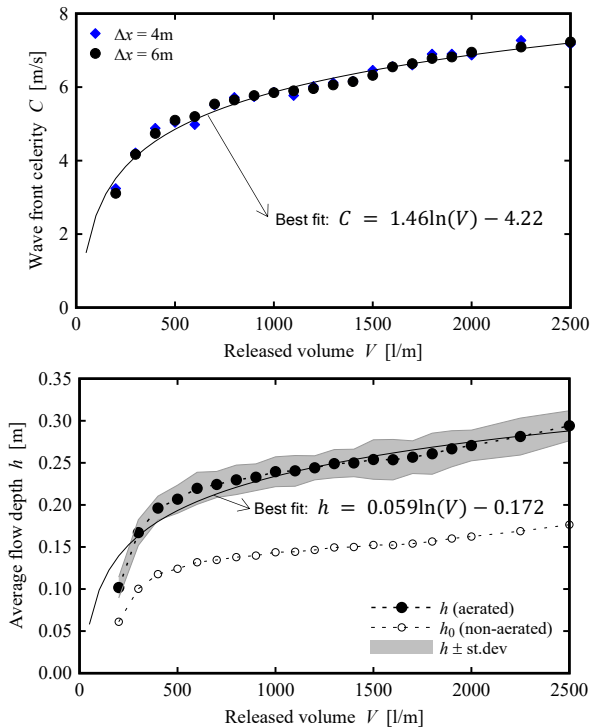 8
6
4
2
0
Wave front celerity C [m/s]
Δx = 4m
Δx = 6m
Best fit: C = 1.46ln(V) − 4.22
0 500 1000 1500 2000 2500
Released volume V [l/m]
0.35
0.30
0.25
0.20
0.15
0.10
0.05
0.00
Average flow depth h [m]
Best fit: h = 0.059ln(V) − 0.172
h (aerated)
h0 (non-aerated)
h ± st.dev
0 500 1000 1500 2000 2500
Released volume V [l/m]